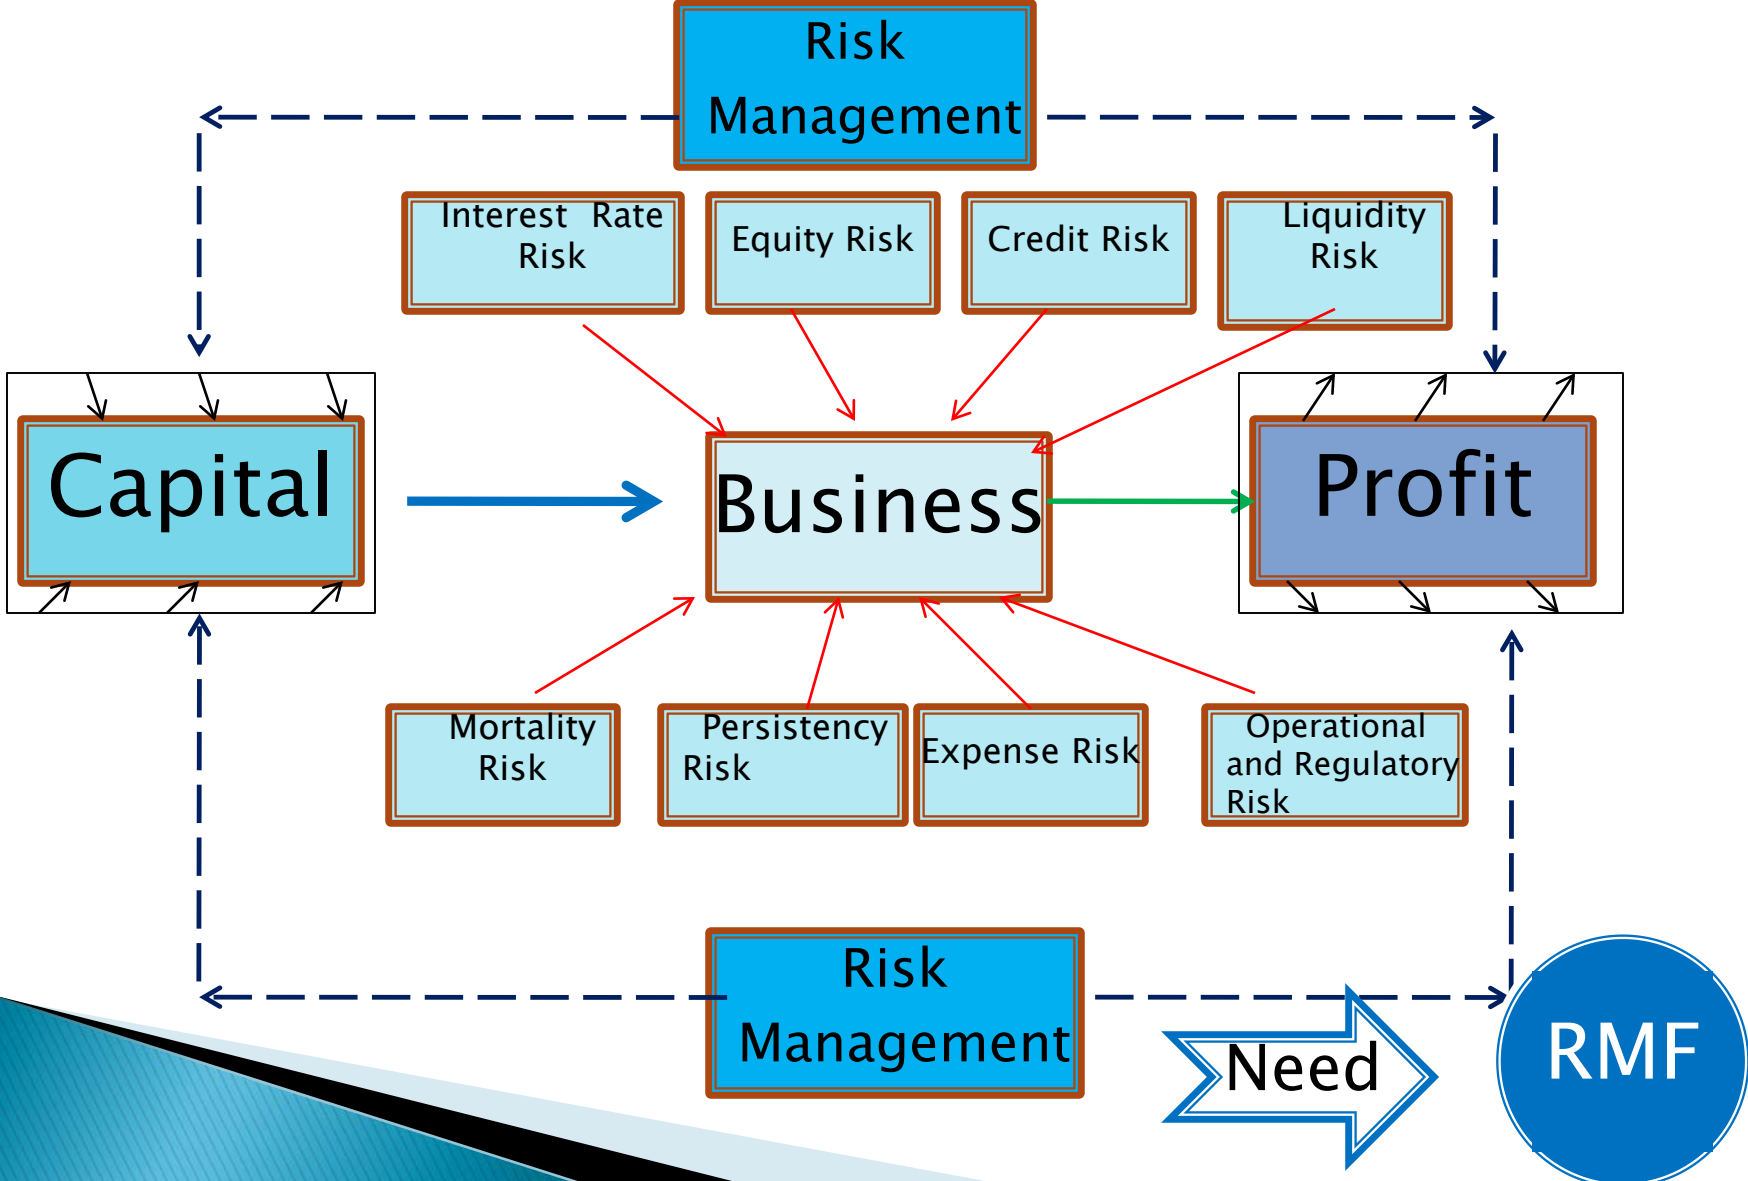 Risk
Management
Interest Rate
Risk
Equity Risk
Credit Risk
Liquidity
Risk
Capital
Business
Profit
Mortality
Risk
Persistency
Risk
Expense Risk
Operational
and Regulatory
Risk
Risk
Management
Need
RMF